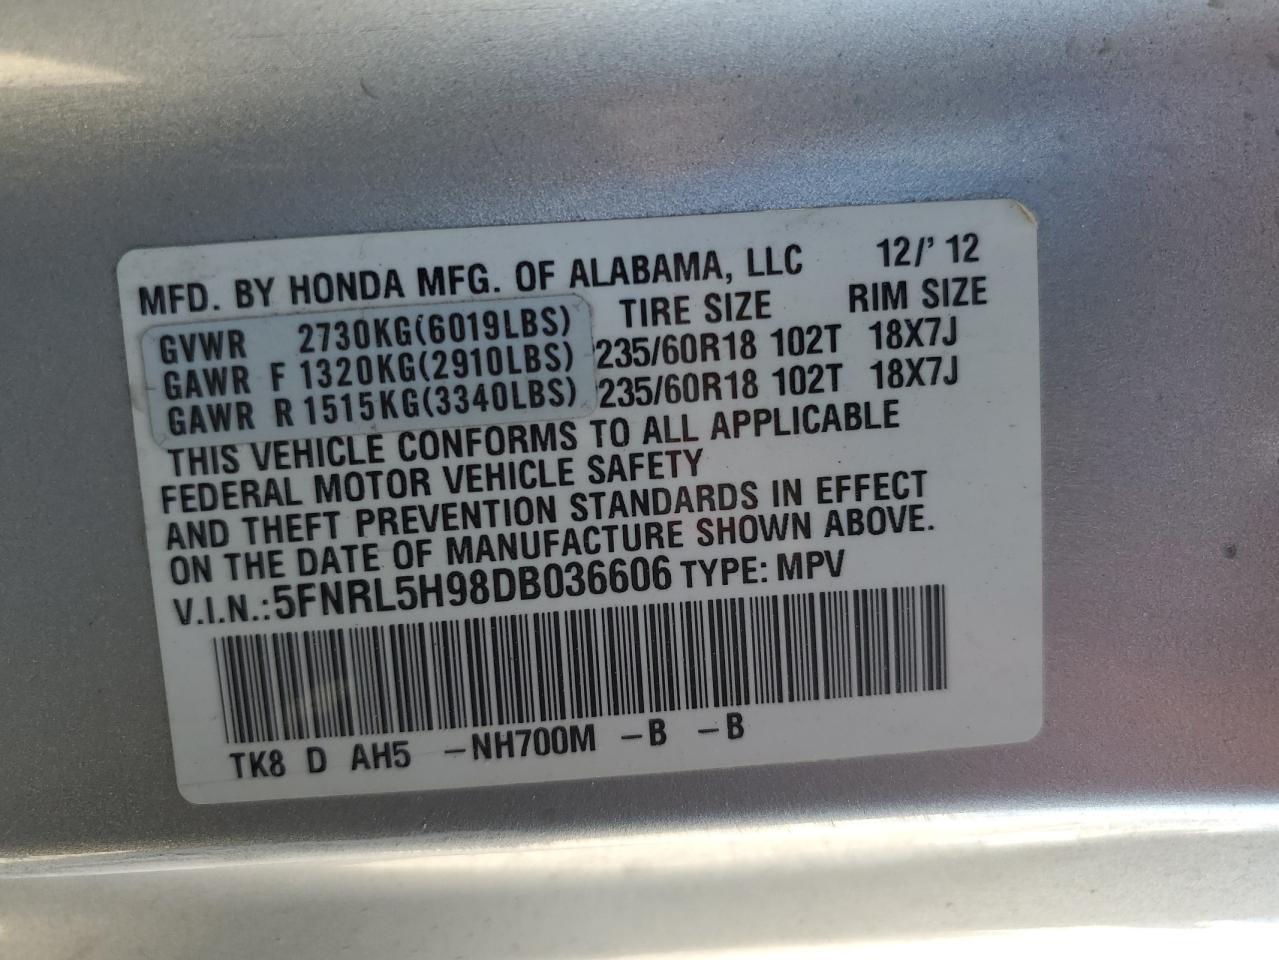 MFD. BY HONDA MFG. OF ALABAMA, LLC 12/' 12
TIRE SIZE RIM SIZE
GVWR 2730KG(6019LBS)
GAWR F 1320KG(2910LBS) 235/60R18 102T 18X7J
GAWR R 1515KG(3340LBS) 235/60R18 102T 18X7J
THIS VEHICLE CONFORMS TO ALL APPLICABLE
FEDERAL MOTOR VEHICLE SAFETY
AND THEFT PREVENTION STANDARDS IN EFFECT
ON THE DATE OF MANUFACTURE SHOWN ABOVE.
V.I.N.:5FNRL5H98DB036606 TYPE: MPV
TK8 D AH5 -NH700M -B -B